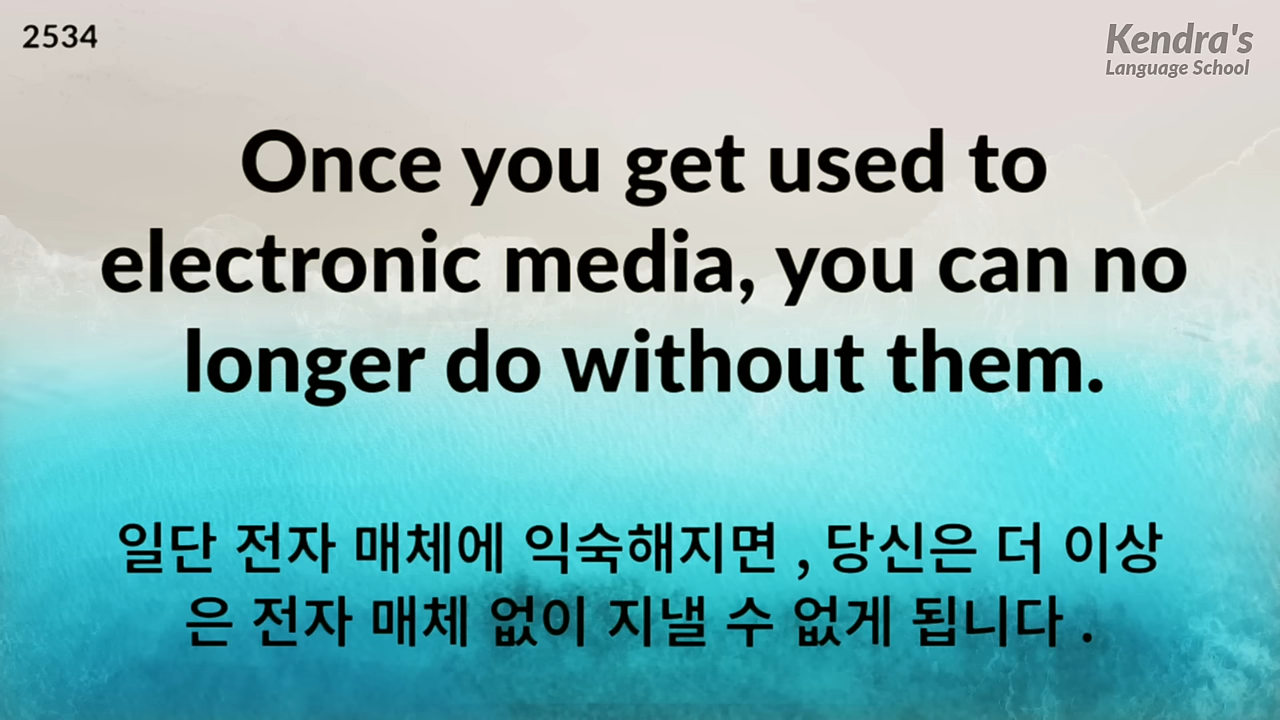 2534
Kendra's
Language School
Once you get used to
electronic media, you can no
longer do without them.
일단 전자 매체에 익숙해지면 , 당신은 더 이상
은 전자 매체 없이 지낼 수 없게 됩니다 .